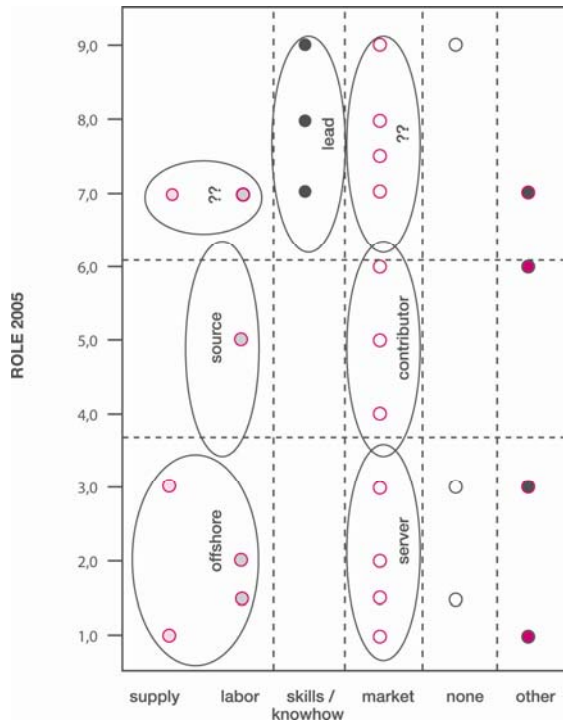 9,0
8,0
lead
??
7,0
??
6,0
ROLE 2005
5,0
source
contributor
4,0
3,0
offshore
server
2,0
1,0
supply
labor
skills /
knowhow
market
none
other